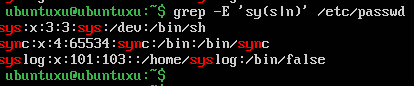 ubuntuxu@ubuntuxu:~$ grep -E 'sy(s|n)' /etc/passwd
sys:x:3:3:sys:/dev:/bin/sh
sync:x:4:65534:sync:/bin:/bin/sync
syslog:x:101:103::/home/syslog:/bin/false
ubuntuxu@ubuntuxu:~$